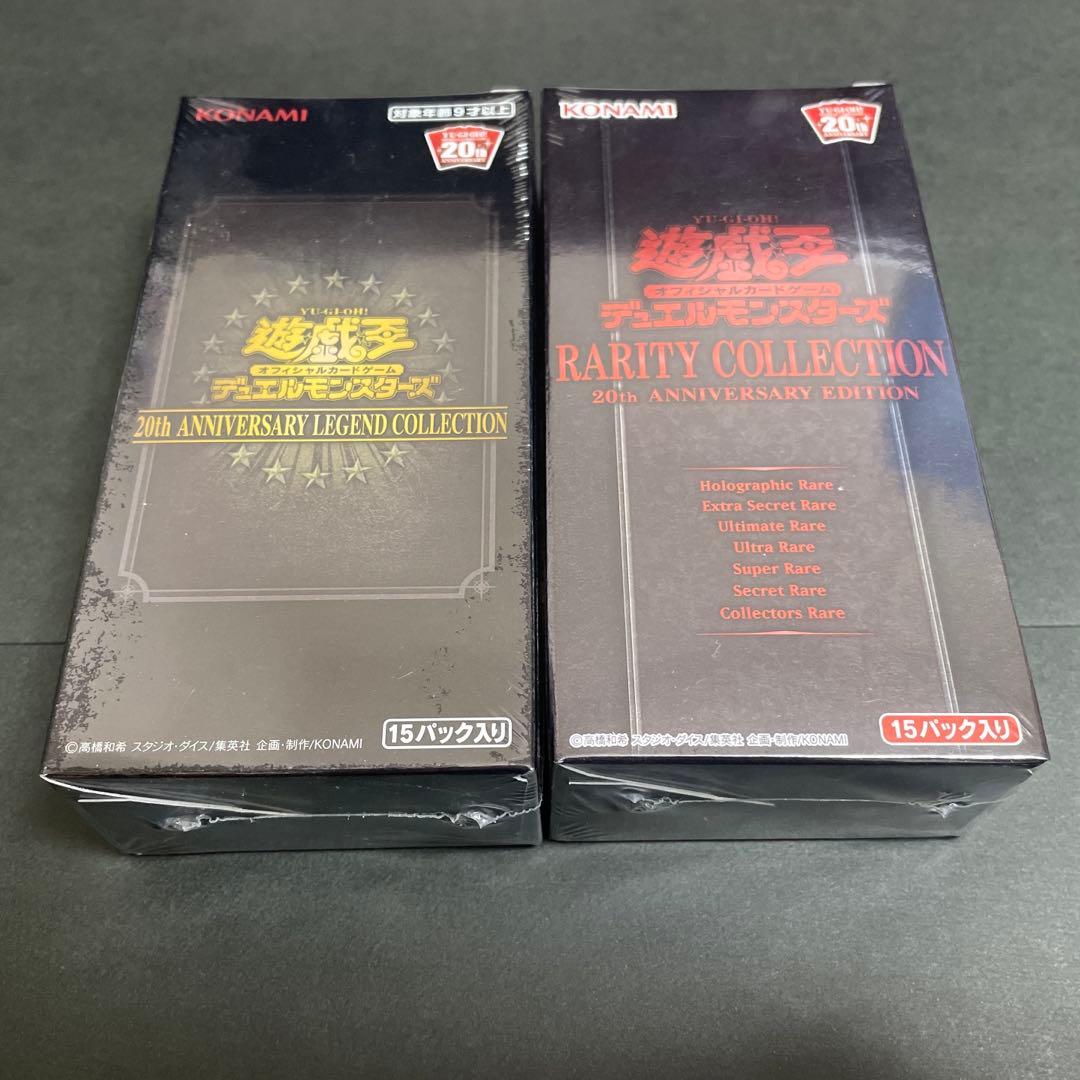 KONAMI
対象年齢9才以上
YU-GI-OH!
20th
ANNIVERSARY
YU-GI-OH!
遊戯王
オフィシャルカードゲーム
デュエルモンスターズ
20th ANNIVERSARY LEGEND COLLECTION
©高橋和希 スタジオ・ダイス/集英社 企画・制作/KONAMI
15パック入り
KONAMI
YU-GI-OH!
20th
ANNIVERSARY
YU-GI-OH!
遊戯王
オフィシャルカードゲーム
デュエルモンスターズ
RARITY COLLECTION
20th ANNIVERSARY EDITION
Holographic Rare
Extra Secret Rare
Ultimate Rare
Ultra Rare
Super Rare
Secret Rare
Collectors Rare
©高橋和希 スタジオ・ダイス/集英社 企画・制作/KONAMI
15パック入り